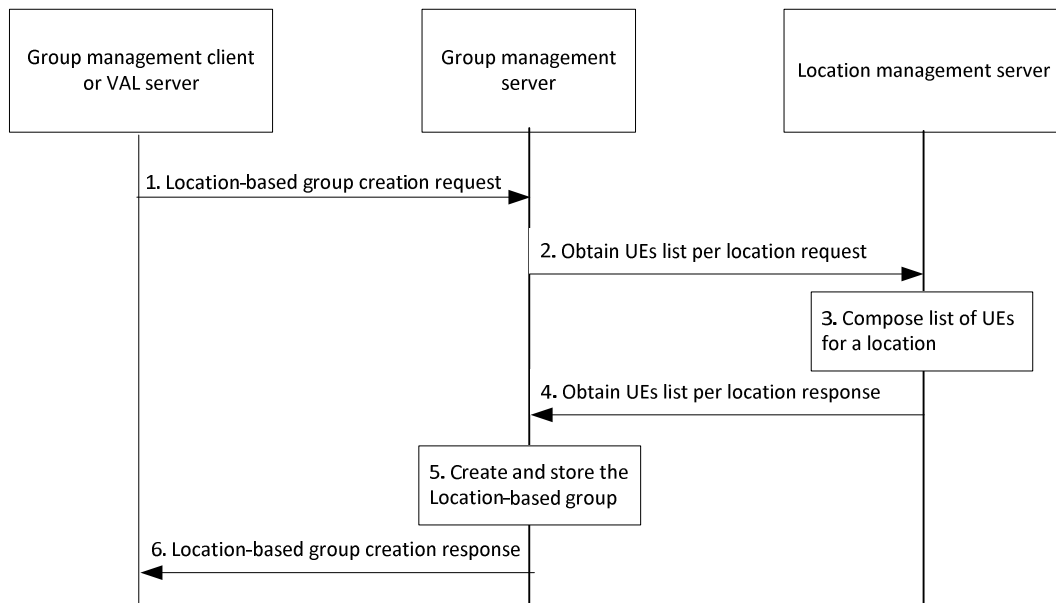 Group management client
or VAL server
Group management
server
Location management server
1. Location-based group creation request
2. Obtain UEs list per location request
3. Compose list of UEs
for a location
4. Obtain UEs list per location response
5. Create and store the
Location-based group
6. Location-based group creation response